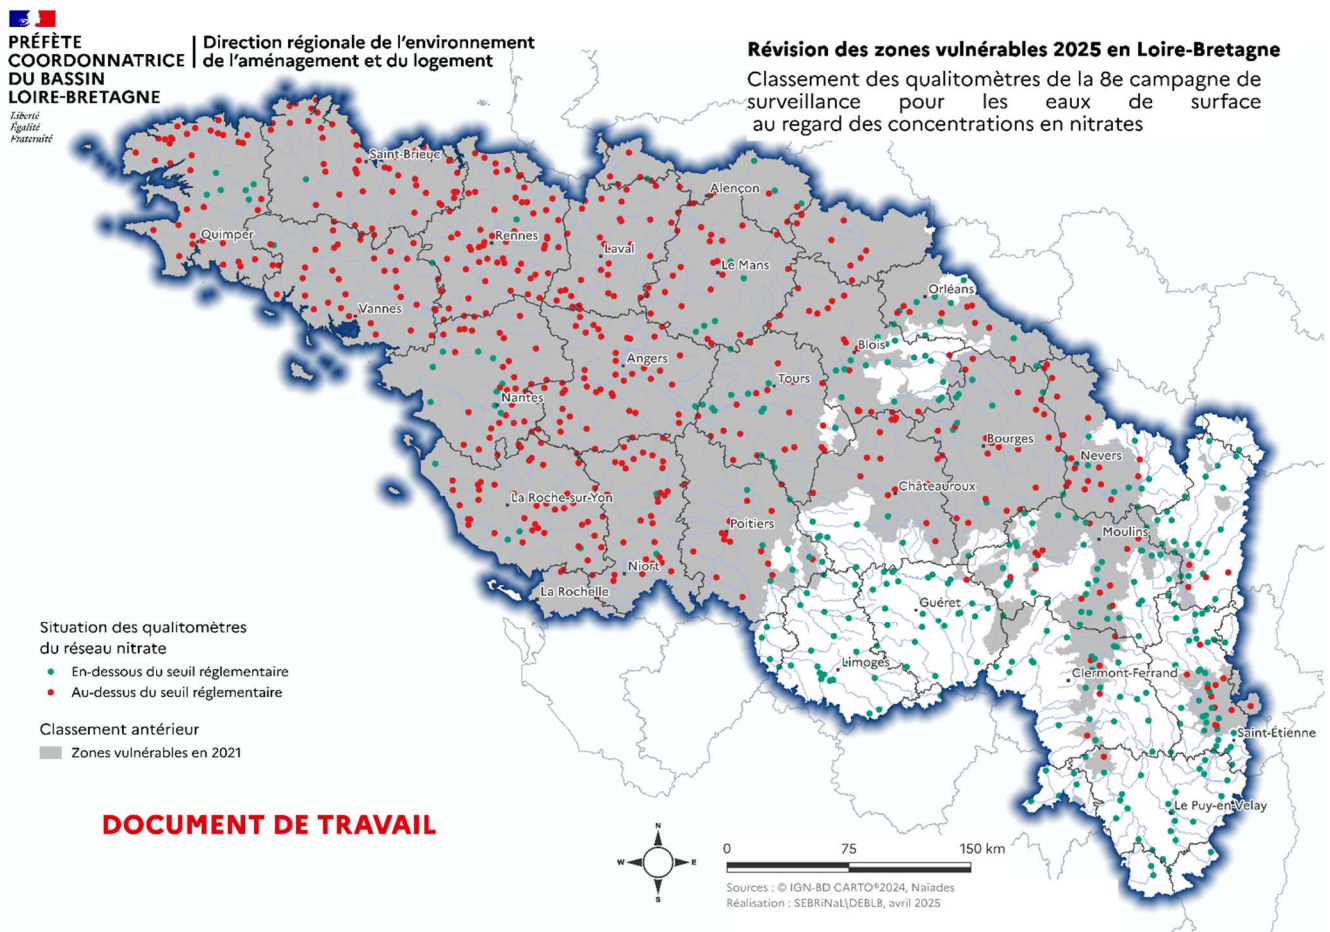 PRÉFÈTE
COORDONNATRICE
DU BASSIN
LOIRE-BRETAGNE
Liberté
Égalité
Fraternité
Direction régionale de l'environnement
de l'aménagement et du logement
Révision des zones vulnérables 2025 en Loire-Bretagne
Classement des qualitomètres de la 8e campagne de
surveillance pour les eaux de surface
au regard des concentrations en nitrates
Saint-Brieuc
Alençon
Quimper
Rennes
Laval
Le Mans
Orléans
Vannes
Blois
Angers
Tours
Nantes
Bourges
Nevers
Châteauroux
La Roche-sur-Yon
Poitiers
Moulins
Niort
La Rochelle
Guéret
Limoges
Clermont-Ferrand
Saint-Étienne
Le Puy-en-Velay
Situation des qualitomètres
du réseau nitrate
En-dessous du seuil réglementaire
Au-dessus du seuil réglementaire
Classement antérieur
Zones vulnérables en 2021
DOCUMENT DE TRAVAIL
N
W
E
S
0 75 150 km
Sources : © IGN-BD CARTO®2024, Naïades
Réalisation : SEBRiNaL\DEBLB, avril 2025